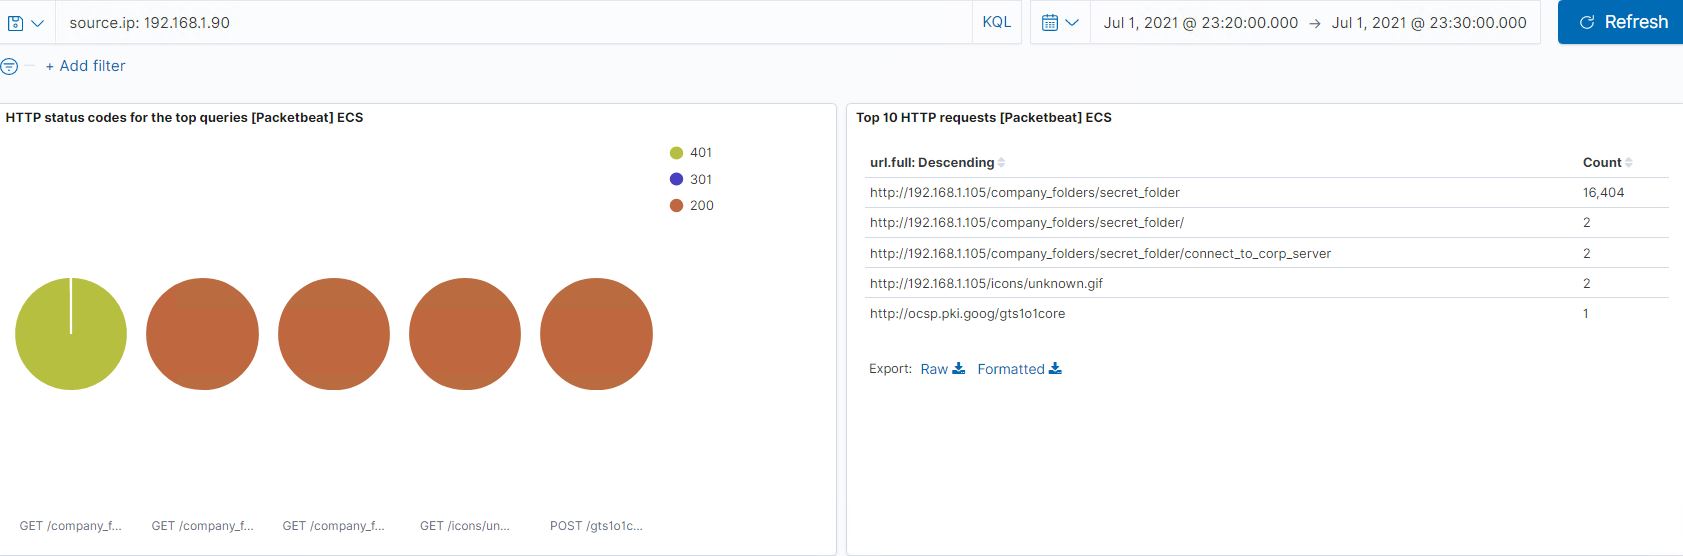 source.ip: 192.168.1.90
KQL
Jul 1, 2021 @ 23:20:00.000 → Jul 1, 2021 @ 23:30:00.000
Refresh
+ Add filter
HTTP status codes for the top queries [Packetbeat] ECS
401
301
200
GET /company_f...
GET /company_f...
GET /company_f...
GET /icons/un...
POST /gts1o1c...
Top 10 HTTP requests [Packetbeat] ECS
url.full: Descending Count
http://192.168.1.105/company_folders/secret_folder 16,404
http://192.168.1.105/company_folders/secret_folder/ 2
http://192.168.1.105/company_folders/secret_folder/connect_to_corp_server 2
http://192.168.1.105/icons/unknown.gif 2
http://ocsp.pki.goog/gts1o1core 1
Export: Raw Formatted